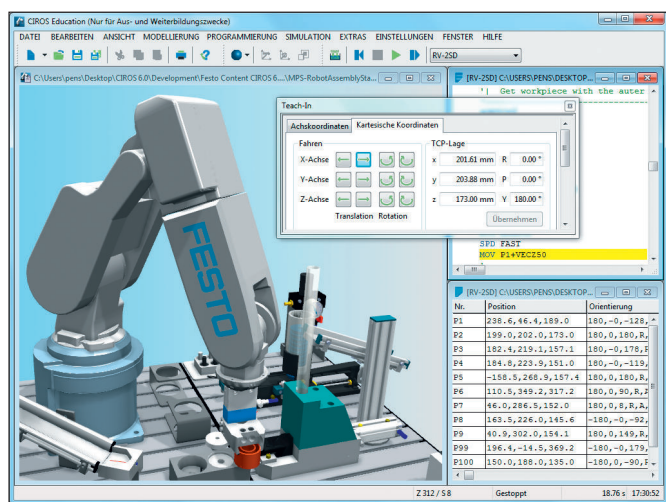 CIROS Education (Nur für Aus- und Weiterbildungszwecke)
DATEI BEARBEITEN ANSICHT MODELLIERUNG PROGRAMMIERUNG SIMULATION EXTRAS EINSTELLUNGEN FENSTER HILFE
RV-2SD
C:\Users\pens\Desktop\CIROS 6.0\Development\Festo Content CIROS 6....\MPS-RobotAssemblySta...
[RV-2SD] C:\USERS\PENS\DESKTOP...
'| Get workpiece with the auter
Teach-In
Achskoordinaten Kartesische Koordinaten
Fahren TCP-Lage
X-Achse x 201.61 mm R 0.00 °
Y-Achse y 203.88 mm P 0.00 °
Z-Achse z 173.00 mm Y 180.00 °
Translation Rotation Übernehmen
SPD FAST
MOV P1+VECZ50
FESTO
[RV-2SD] C:\USERS\PENS\DESKTOP...
Nr. Position Orientierung
P1 238.6,46.4,189.0 180,-0,-128,
P2 199.0,202.0,173.0 180,0,180,R,
P3 182.4,219.1,157.1 180,-0,178,R
P4 184.8,223.9,151.0 180,-0,-119,
P5 -158.5,268.9,157.4 180,0,180,R,
P6 110.5,349.2,317.2 180,0,90,R,A
P7 46.0,286.5,152.0 180,0,8,R,A,
P8 163.5,226.0,145.6 -180,-0,-92,
P9 40.9,302.0,154.1 180,0,149,R,
P99 196.4,-14.5,369.2 -180,-0,179,
P100 150.0,188.0,135.0 -180,0,-90,F
Z 312 / S 8 Gestoppt 18.76 s 17:30:52